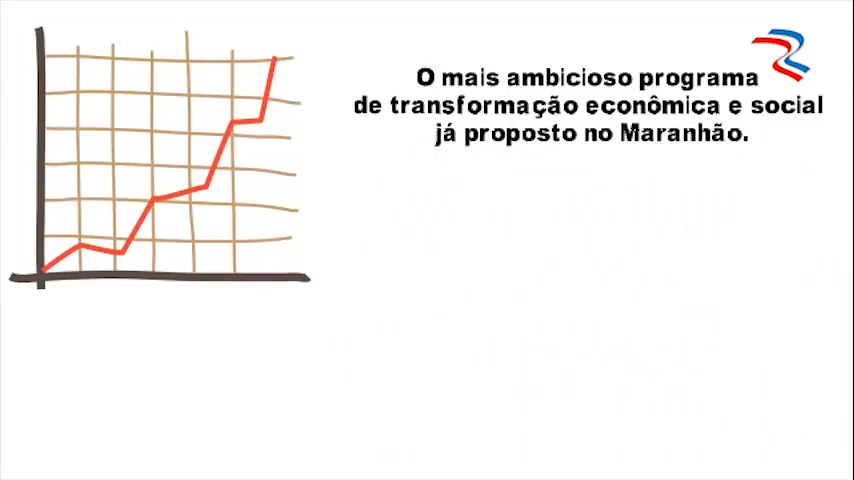 O mais ambicioso programa
de transformação econômica e social
já proposto no Maranhão.